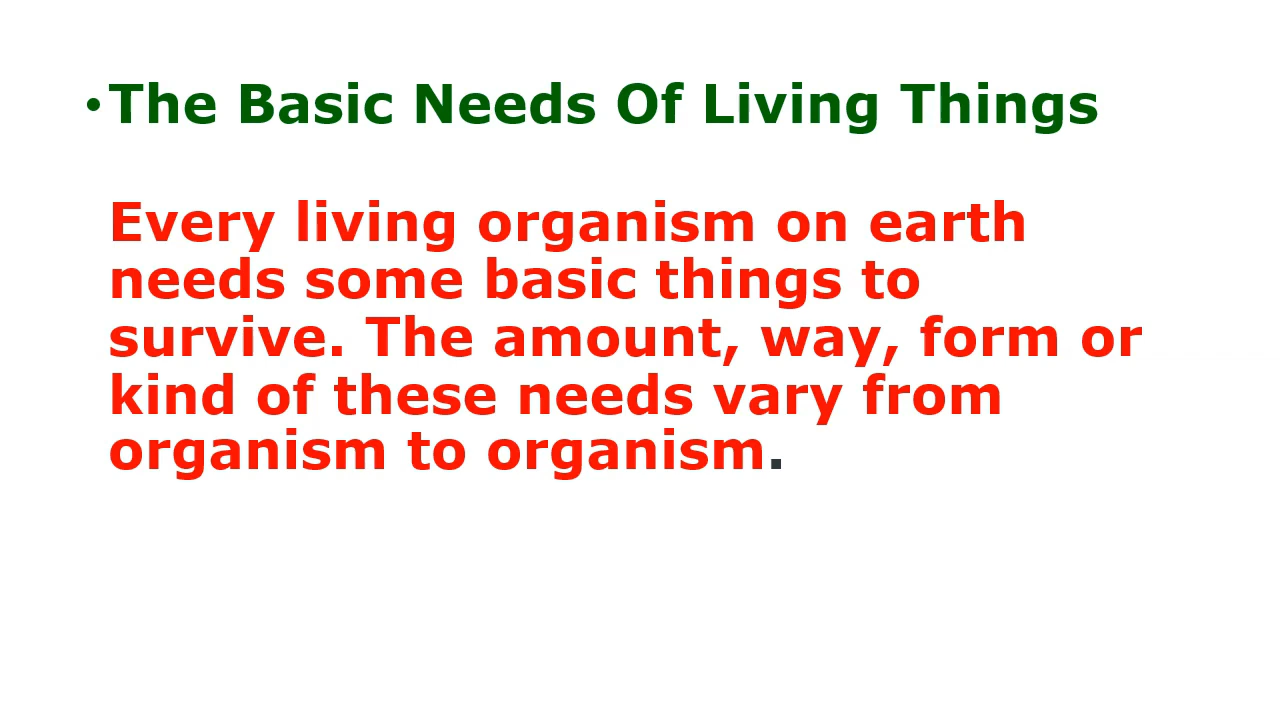 •The Basic Needs Of Living Things
Every living organism on earth
needs some basic things to
survive. The amount, way, form or
kind of these needs vary from
organism to organism.